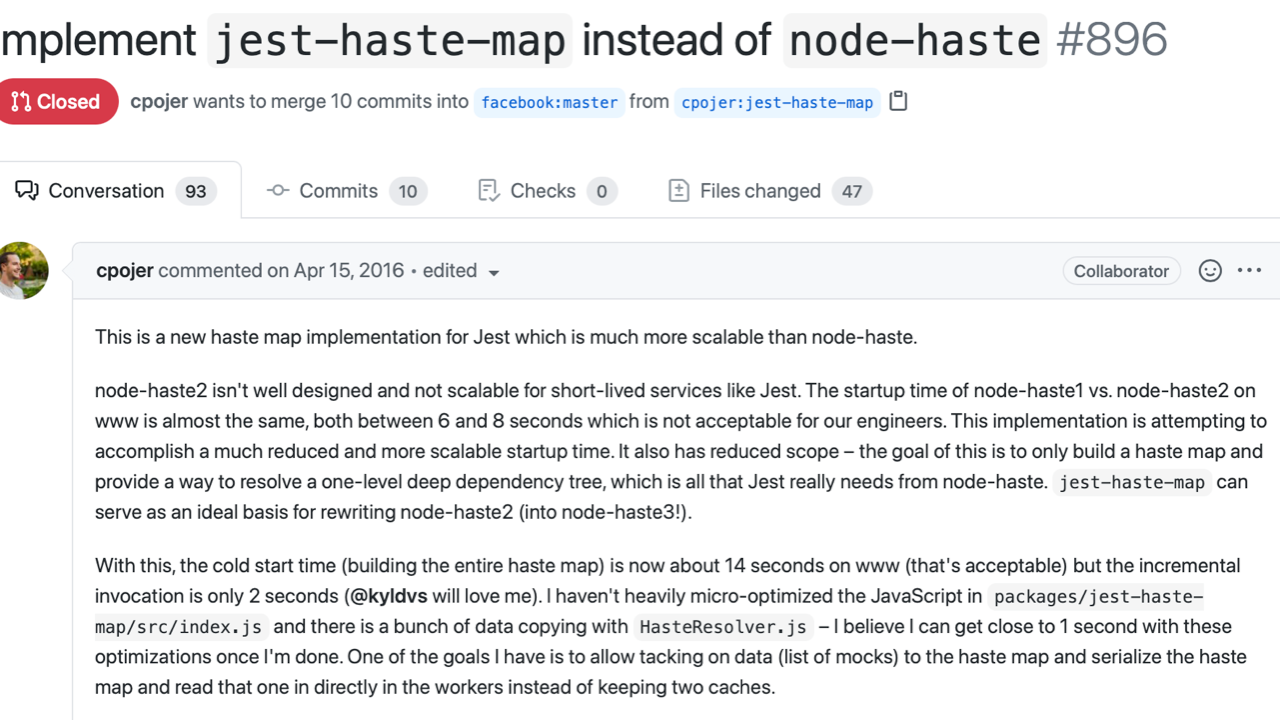 mplement jest-haste-map instead of node-haste #896
Closed cpojer wants to merge 10 commits into facebook:master from cpojer:jest-haste-map
Conversation 93 Commits 10 Checks 0 Files changed 47
cpojer commented on Apr 15, 2016 • edited Collaborator
This is a new haste map implementation for Jest which is much more scalable than node-haste.
node-haste2 isn't well designed and not scalable for short-lived services like Jest. The startup time of node-haste1 vs. node-haste2 on
www is almost the same, both between 6 and 8 seconds which is not acceptable for our engineers. This implementation is attempting to
accomplish a much reduced and more scalable startup time. It also has reduced scope – the goal of this is to only build a haste map and
provide a way to resolve a one-level deep dependency tree, which is all that Jest really needs from node-haste. jest-haste-map can
serve as an ideal basis for rewriting node-haste2 (into node-haste3!).
With this, the cold start time (building the entire haste map) is now about 14 seconds on www (that's acceptable) but the incremental
invocation is only 2 seconds (@kyldvs will love me). I haven't heavily micro-optimized the JavaScript in packages/jest-haste-
map/src/index.js and there is a bunch of data copying with HasteResolver.js – I believe I can get close to 1 second with these
optimizations once I'm done. One of the goals I have is to allow tacking on data (list of mocks) to the haste map and serialize the haste
map and read that one in directly in the workers instead of keeping two caches.